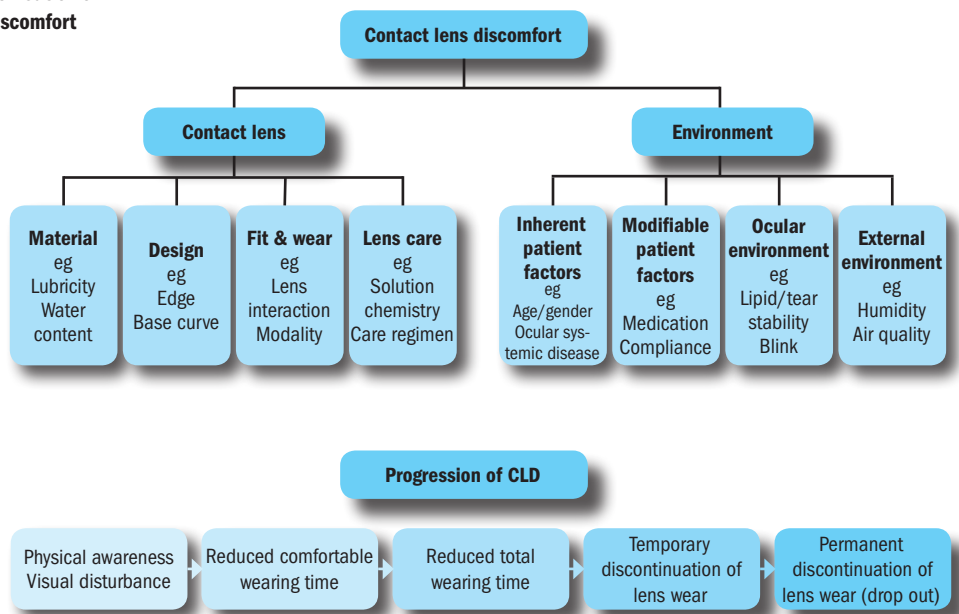 discomfort
Contact lens discomfort
Contact lens
Environment
Material
eg
Lubricity
Water
content
Design
eg
Edge
Base curve
Fit & wear
eg
Lens
interaction
Modality
Lens care
eg
Solution
chemistry
Care regimen
Inherent
patient
factors
eg
Age/gender
Ocular sys-
temic disease
Modifiable
patient
factors
eg
Medication
Compliance
Ocular
environment
eg
Lipid/tear
stability
Blink
External
environment
eg
Humidity
Air quality
Progression of CLD
Physical awareness
Visual disturbance
Reduced comfortable
wearing time
Reduced total
wearing time
Temporary
discontinuation of
lens wear
Permanent
discontinuation of
lens wear (drop out)